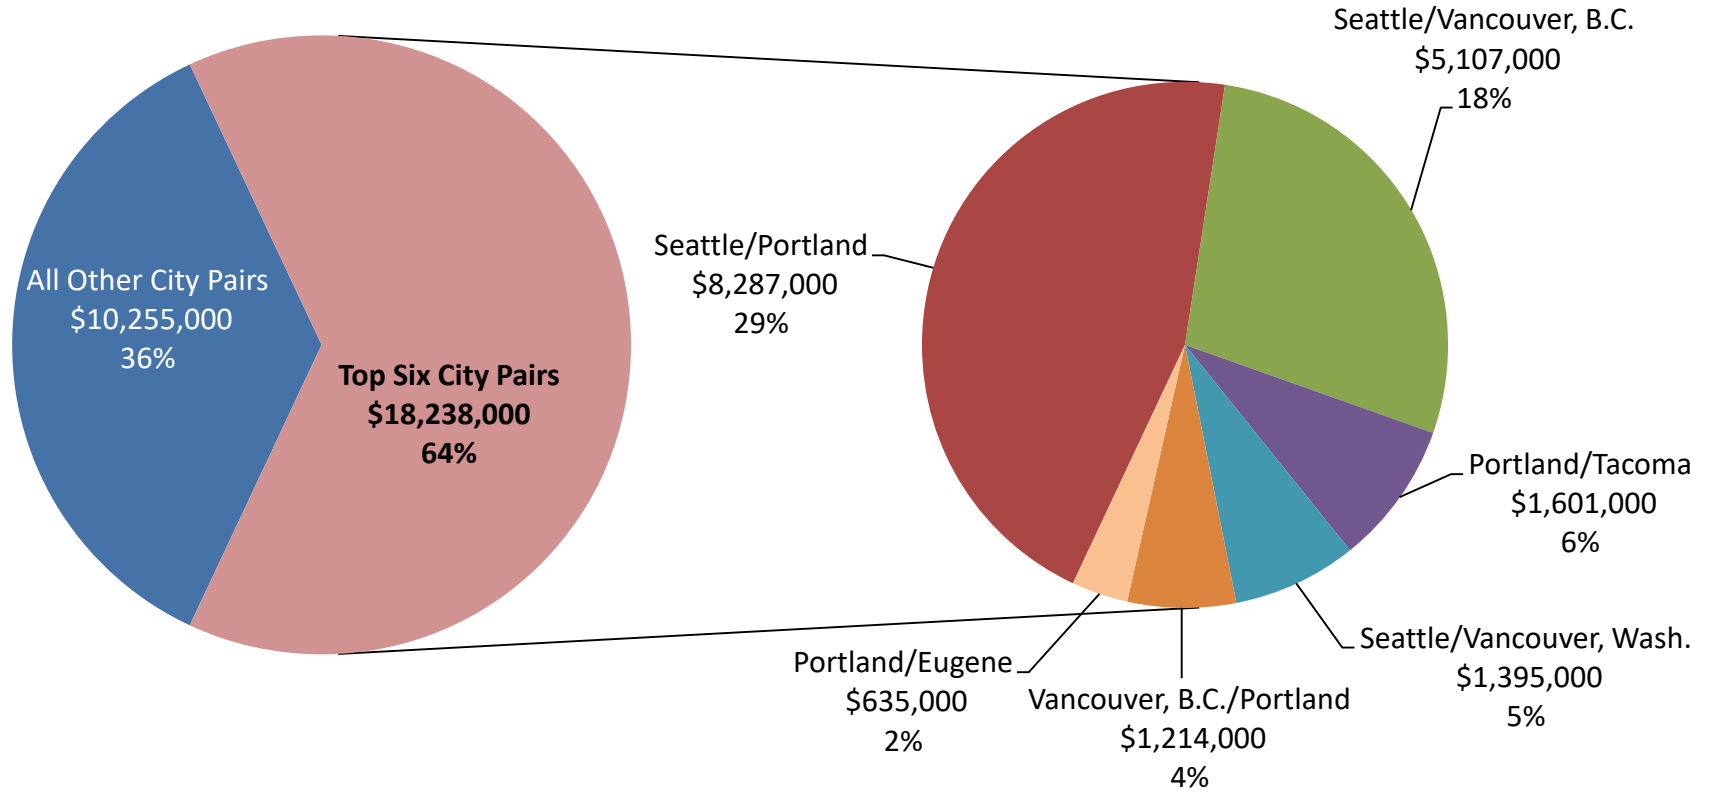 All Other City Pairs
$10,255,000
36%
Top Six City Pairs
$18,238,000
64%
Seattle/Portland
$8,287,000
29%
Seattle/Vancouver, B.C.
$5,107,000
18%
Portland/Tacoma
$1,601,000
6%
Seattle/Vancouver, Wash.
$1,395,000
5%
Vancouver, B.C./Portland
$1,214,000
4%
Portland/Eugene
$635,000
2%